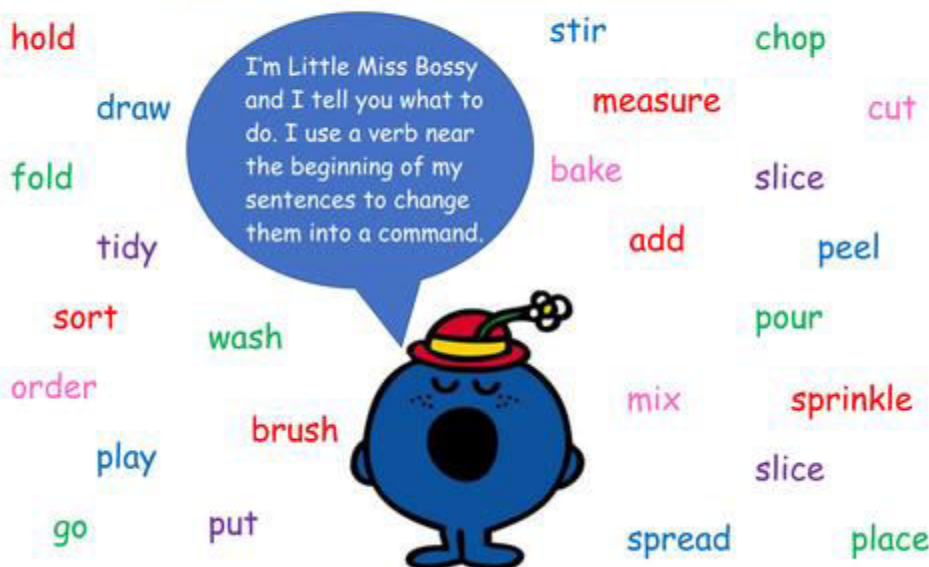 hold
draw
fold
tidy
sort
wash
order
brush
play
go
put
I'm Little Miss Bossy
and I tell you what to
do. I use a verb near
the beginning of my
sentences to change
them into a command.
stir
chop
measure
cut
bake
slice
add
peel
pour
mix
sprinkle
slice
spread
place